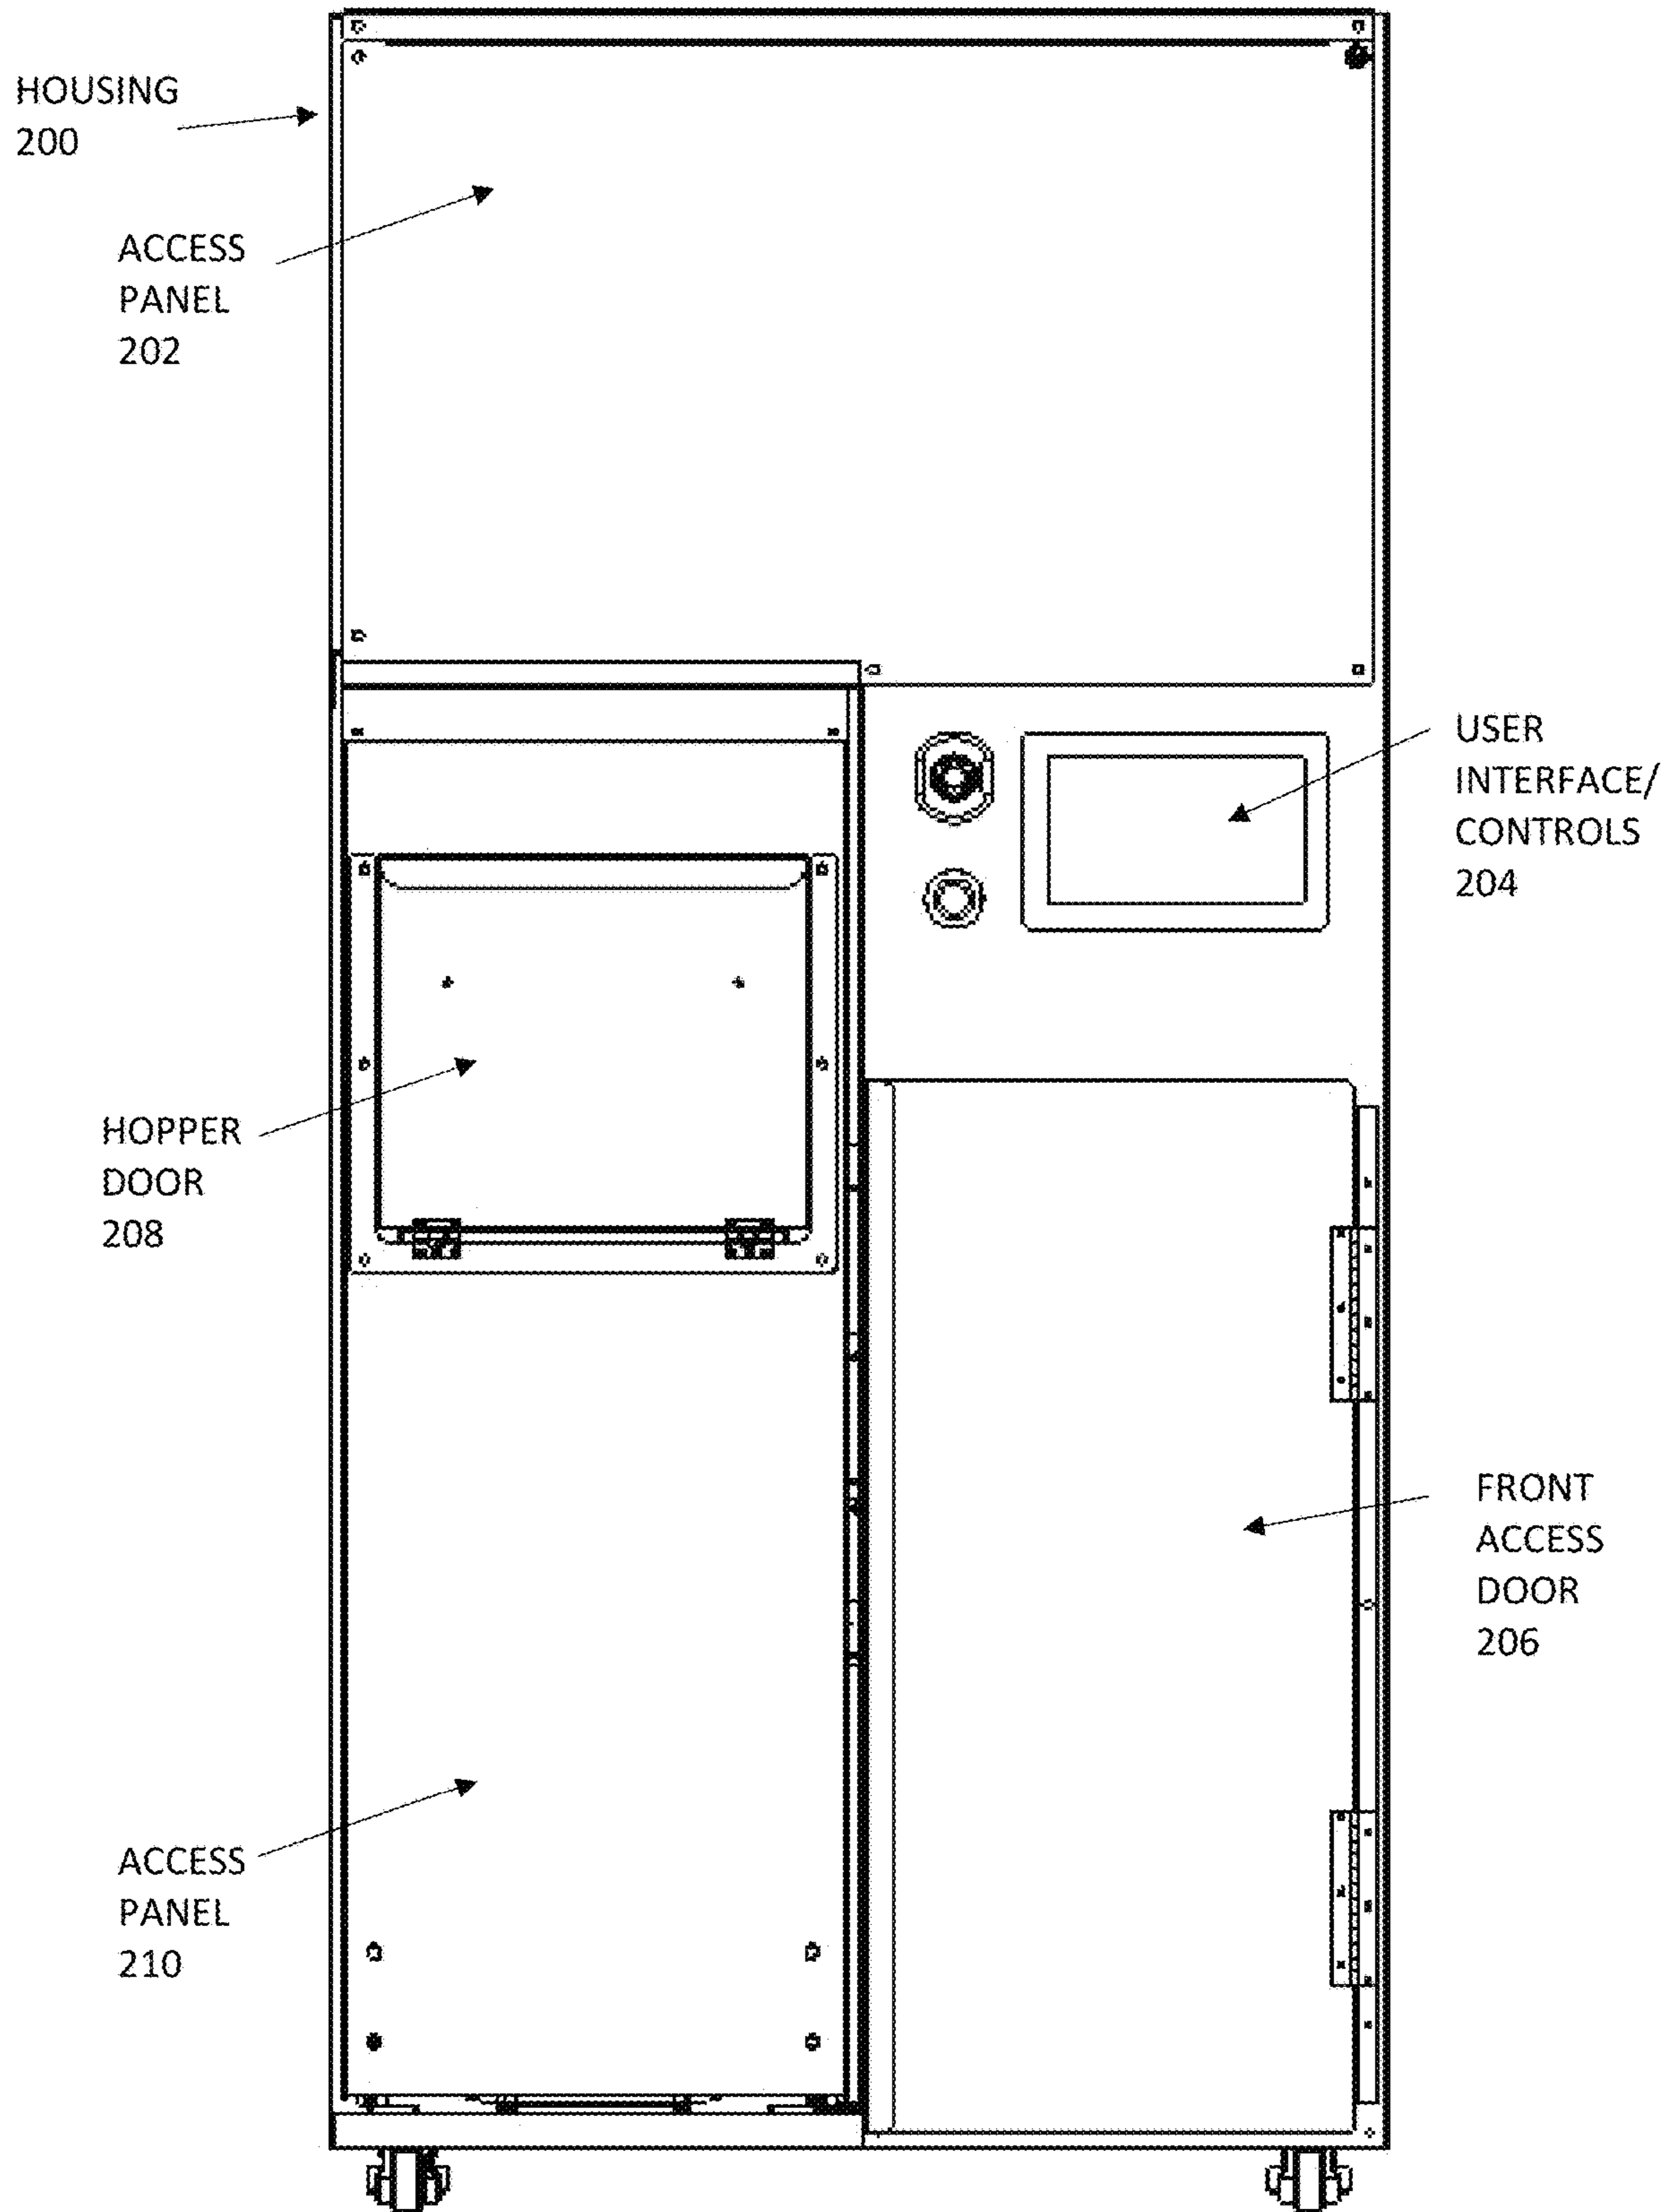 HOUSING
200
ACCESS
PANEL
202
USER
INTERFACE/
CONTROLS
204
HOPPER
DOOR
208
FRONT
ACCESS
DOOR
206
ACCESS
PANEL
210